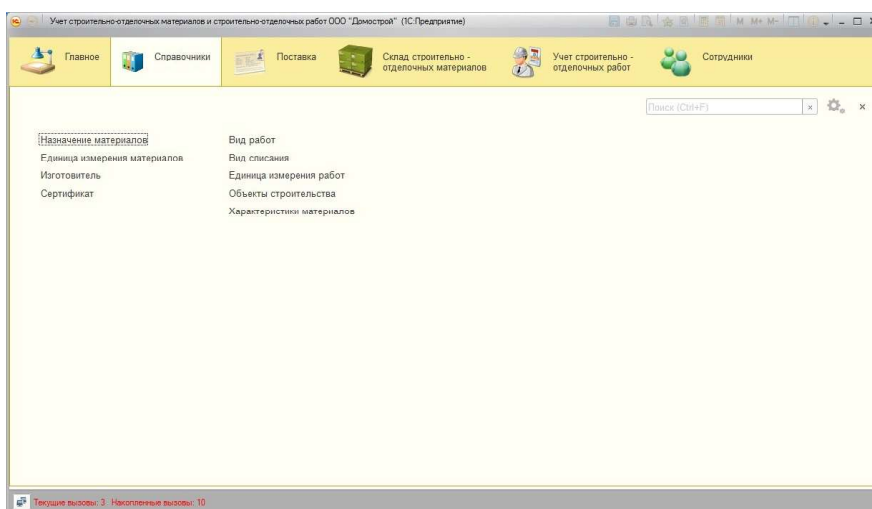 Учет строительно-отделочных материалов и строительно-отделочных работ ООО "Домострой" (1С:Предприятие)
M M+ M-
Главное
Справочники
Поставка
Склад строительно -
отделочных материалов
Учет строительно -
отделочных работ
Сотрудники
Поиск (Ctrl+F)
Назначение материалов
Единица измерения материалов
Изготовитель
Сертификат
Вид работ
Вид списания
Единица измерения работ
Объекты строительства
Характеристики материалов
Текущие вызовы: 3 Накопленные вызовы: 10